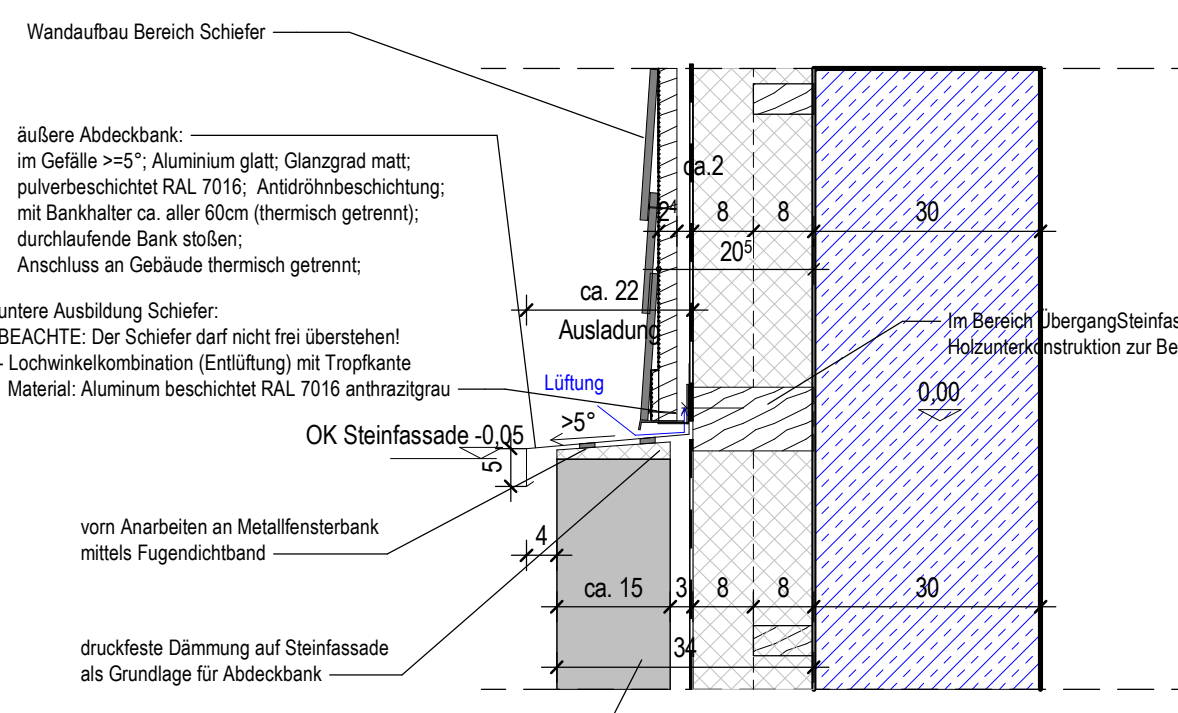 Wandaufbau Bereich Schiefer
äußere Abdeckbank:
im Gefälle >=5°; Aluminium glatt; Glanzgrad matt;
pulverbeschichtet RAL 7016; Antidröhnbeschichtung;
mit Bankhalter ca. aller 60cm (thermisch getrennt);
durchlaufende Bank stoßen;
Anschluss an Gebäude thermisch getrennt;
untere Ausbildung Schiefer:
BEACHTE: Der Schiefer darf nicht frei überstehen!
- Lochwinkelkombination (Entlüftung) mit Tropfkante
Material: Aluminum beschichtet RAL 7016 anthrazitgrau
ca.2
2⁴
8
8
30
20⁵
ca. 22
Ausladung
Im Bereich ÜbergangSteinfas
Holzunterkonstruktion zur Be
Lüftung
0,00
>5°
OK Steinfassade -0,05
5
vorn Anarbeiten an Metallfensterbank
mittels Fugendichtband
4
ca. 15
3
8
8
30
34
druckfeste Dämmung auf Steinfassade
als Grundlage für Abdeckbank